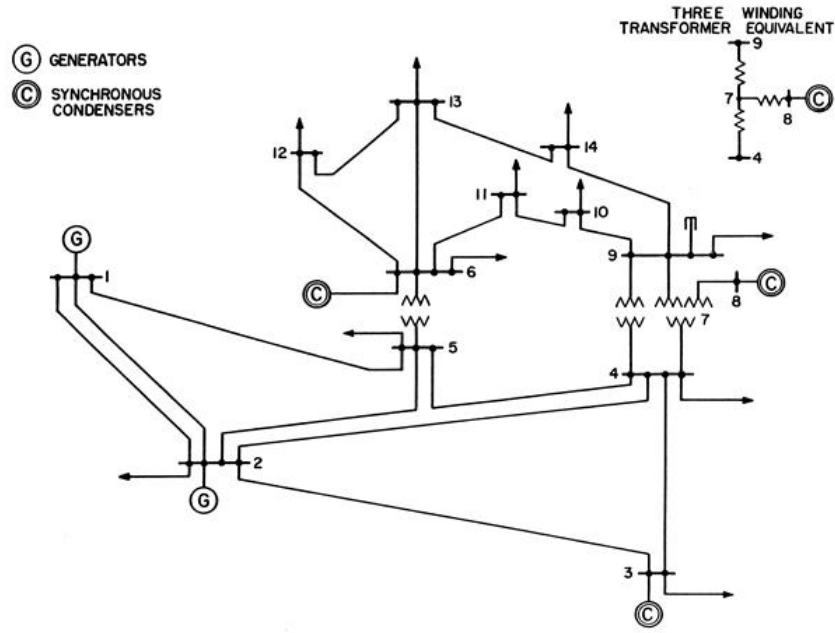 THREE WINDING
TRANSFORMER EQUIVALENT
9
7
C
8
4
G GENERATORS
C SYNCHRONOUS
CONDENSERS
13
12
14
11
10
G
1
9
6
C
8
C
7
5
4
2
G
3
C